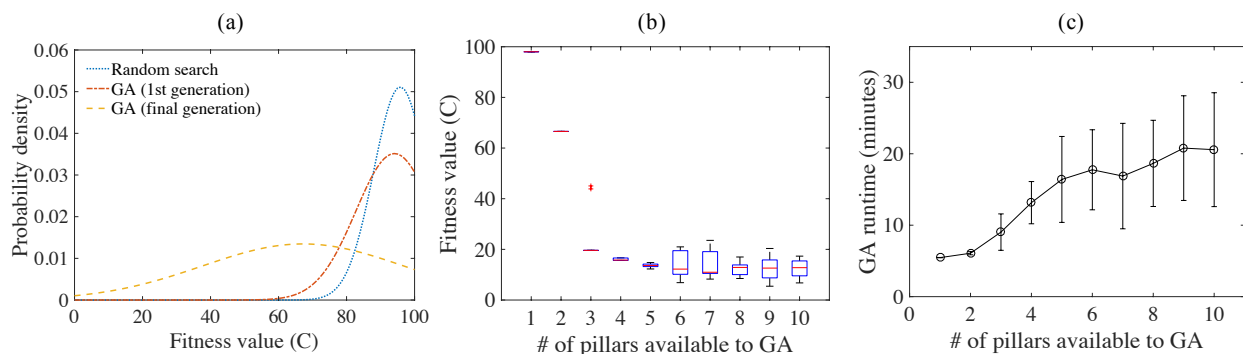 (a)
0.06
0.05
0.04
0.03
0.02
0.01
0
Probability density
Random search
GA (1st generation)
GA (final generation)
0 20 40 60 80 100
Fitness value (C)
(b)
100
80
60
40
20
0
Fitness value (C)
1 2 3 4 5 6 7 8 9 10
# of pillars available to GA
(c)
30
20
10
0
GA runtime (minutes)
0 2 4 6 8 10
# of pillars available to GA